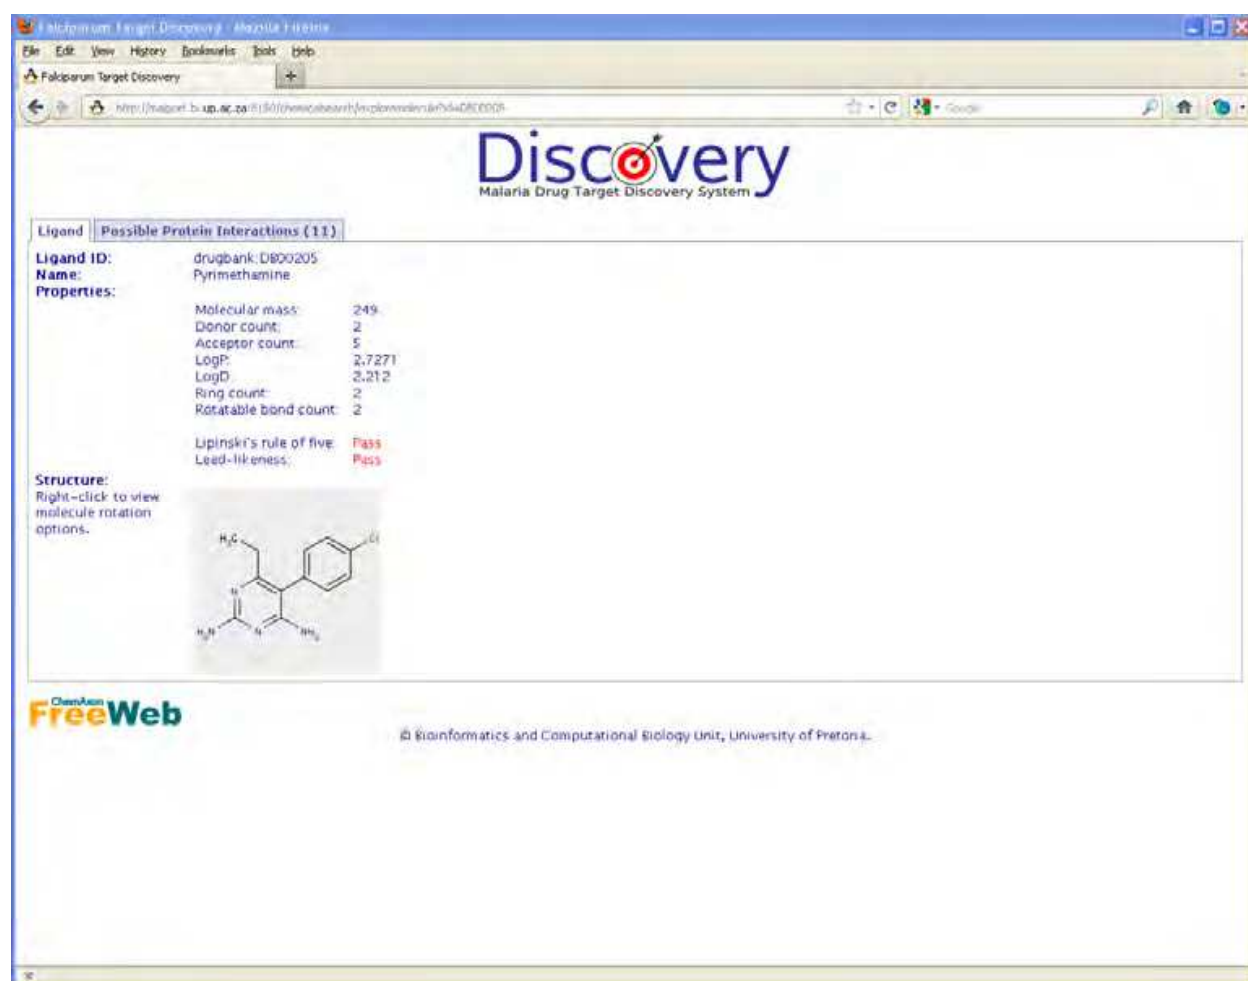 Falciparum Target Discovery - Mozilla Firefox
File Edit View History Bookmarks Tools Help
Falciparum Target Discovery
Google
Discovery
Malaria Drug Target Discovery System
Ligand Possible Protein Interactions (11)
Ligand ID: drugbank:DB00205
Name: Pyrimethamine
Properties:
Molecular mass: 249
Donor count: 2
Acceptor count: 5
LogP: 2.7271
LogD: 2.212
Ring count: 2
Rotatable bond count: 2
Lipinski's rule of five: Pass
Lead-likeness: Pass
Structure:
Right-click to view
molecule rotation
options.
H3C Cl
N
H2N N NH2
ChemAxon
FreeWeb
© Bioinformatics and Computational Biology Unit, University of Pretoria.